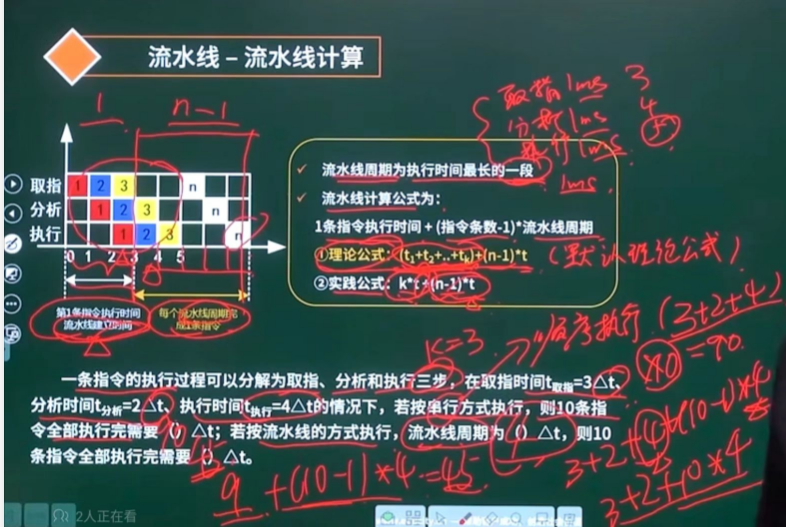 流水线 – 流水线计算
取指 1ms 3
分析 1ms 4
执行 1ms 5
1ms.
1 n-1
取指 1 2 3 n
分析 1 2 3 n
执行 1 2 3 n
0 1 2 3 4 5
第1条指令执行时间
流水线建立时间
每个流水线周期完
成1条指令
✓ 流水线周期为执行时间最长的一段
✓ 流水线计算公式为:
1条指令执行时间 + (指令条数-1)*流水线周期
①理论公式: (t1+t2+..+tk)+(n-1)*t
(默认理论公式)
②实践公式: k*t+(n-1)*t
K=3
顺序执行 (3+2+4)
*10 = 90
一条指令的执行过程可以分解为取指、分析和执行三步，在取指时间t取指=3△t、
分析时间t分析=2△t、执行时间t执行=4△t的情况下，若按串行方式执行，则10条指
令全部执行完需要（）△t；若按流水线的方式执行，流水线周期为（）△t，则10
条指令全部执行完需要（）△t。
90
4
45
9 +(10-1)*4 =45
3+2+4+(10-1)*4
3+2+10*4
2人正在看